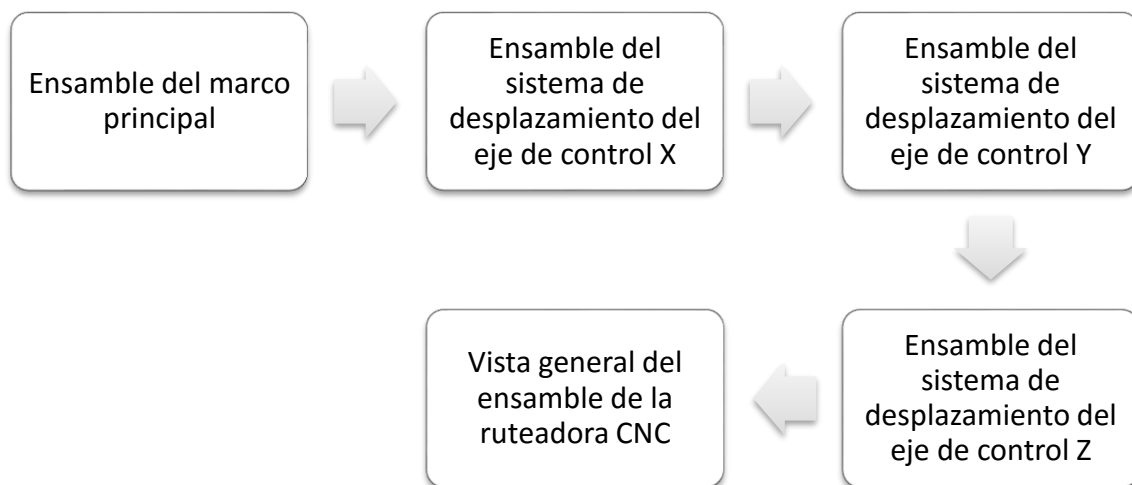 Ensamble del marco
principal
Ensamble del
sistema de
desplazamiento del
eje de control X
Ensamble del
sistema de
desplazamiento del
eje de control Y
Ensamble del
sistema de
desplazamiento del
eje de control Z
Vista general del
ensamble de la
ruteadora CNC